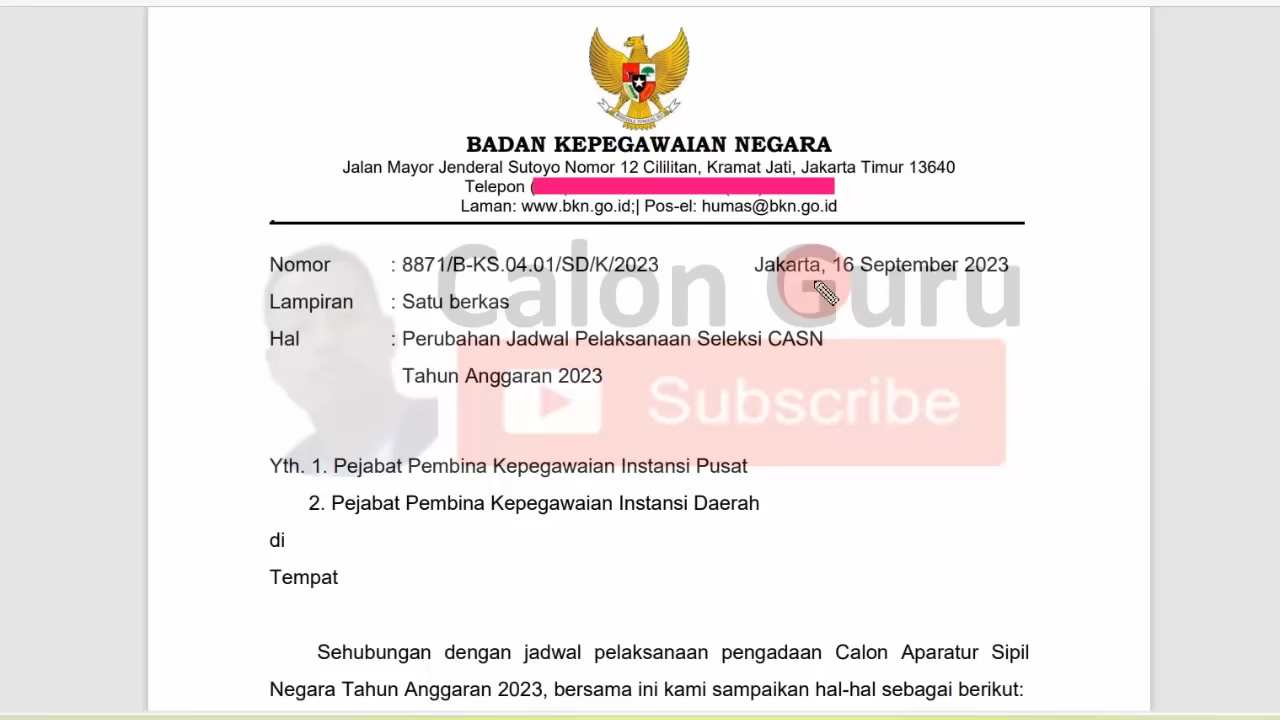 BADAN KEPEGAWAIAN NEGARA
Jalan Mayor Jenderal Sutoyo Nomor 12 Cililitan, Kramat Jati, Jakarta Timur 13640
Telepon (
Laman: www.bkn.go.id;| Pos-el: humas@bkn.go.id
Calon Guru
Nomor : 8871/B-KS.04.01/SD/K/2023 Jakarta, 16 September 2023
Lampiran : Satu berkas
Hal : Perubahan Jadwal Pelaksanaan Seleksi CASN
Tahun Anggaran 2023
Subscribe
Yth. 1. Pejabat Pembina Kepegawaian Instansi Pusat
2. Pejabat Pembina Kepegawaian Instansi Daerah
di
Tempat
Sehubungan dengan jadwal pelaksanaan pengadaan Calon Aparatur Sipil
Negara Tahun Anggaran 2023, bersama ini kami sampaikan hal-hal sebagai berikut: